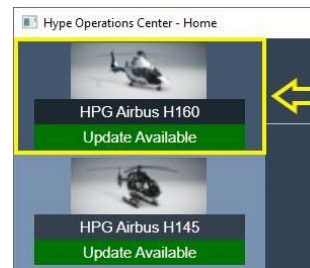 Hype Operations Center - Home
HPG Airbus H160
Update Available
HPG Airbus H145
Update Available